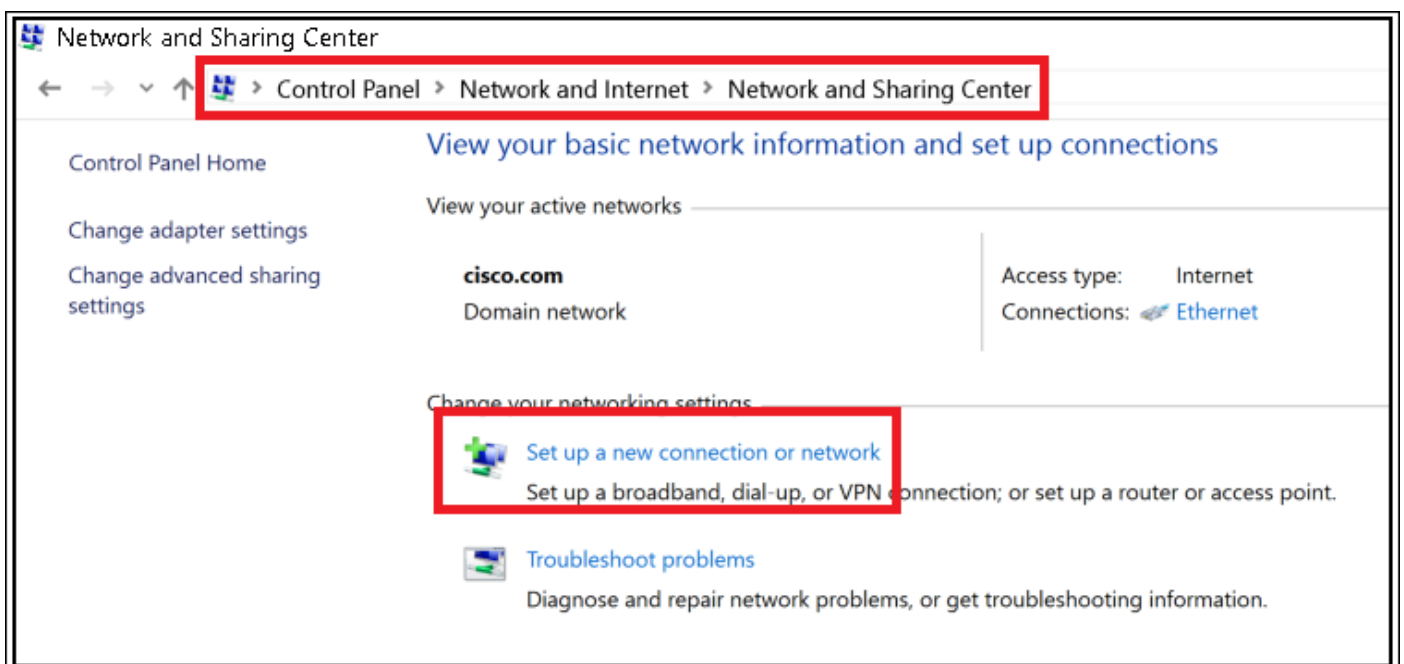 Network and Sharing Center
Control Panel > Network and Internet > Network and Sharing Center
Control Panel Home
Change adapter settings
Change advanced sharing
settings
View your basic network information and set up connections
View your active networks
cisco.com
Domain network
Access type: Internet
Connections: Ethernet
Change your networking settings
Set up a new connection or network
Set up a broadband, dial-up, or VPN connection; or set up a router or access point.
Troubleshoot problems
Diagnose and repair network problems, or get troubleshooting information.